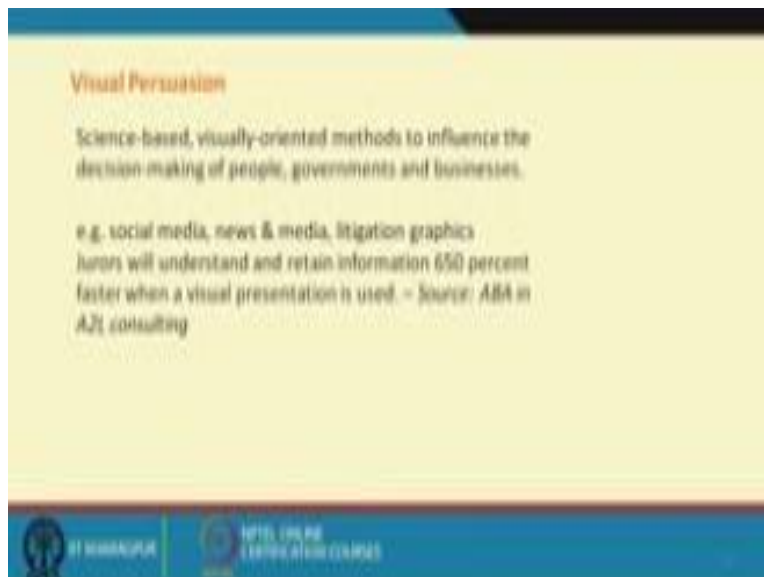 Visual Persuasion
Science-based, visually-oriented methods to influence the
decision-making of people, governments and businesses.
e.g. social media, news & media, litigation graphics
Jurors will understand and retain information 650 percent
faster when a visual presentation is used. – Source: ABA in
A2L consulting
IIT KHARAGPUR
NPTEL ONLINE
CERTIFICATION COURSES